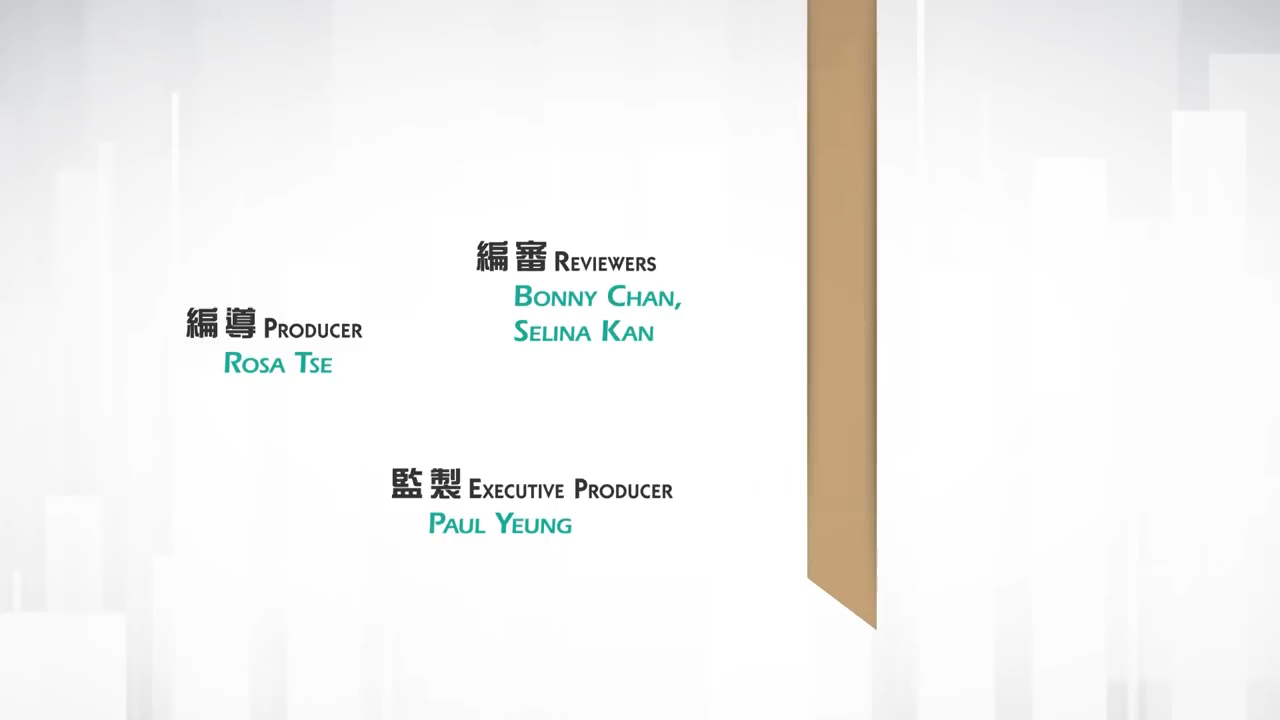 編審 REVIEWERS
BONNY CHAN,
SELINA KAN
編導 PRODUCER
ROSA TSE
監製 EXECUTIVE PRODUCER
PAUL YEUNG